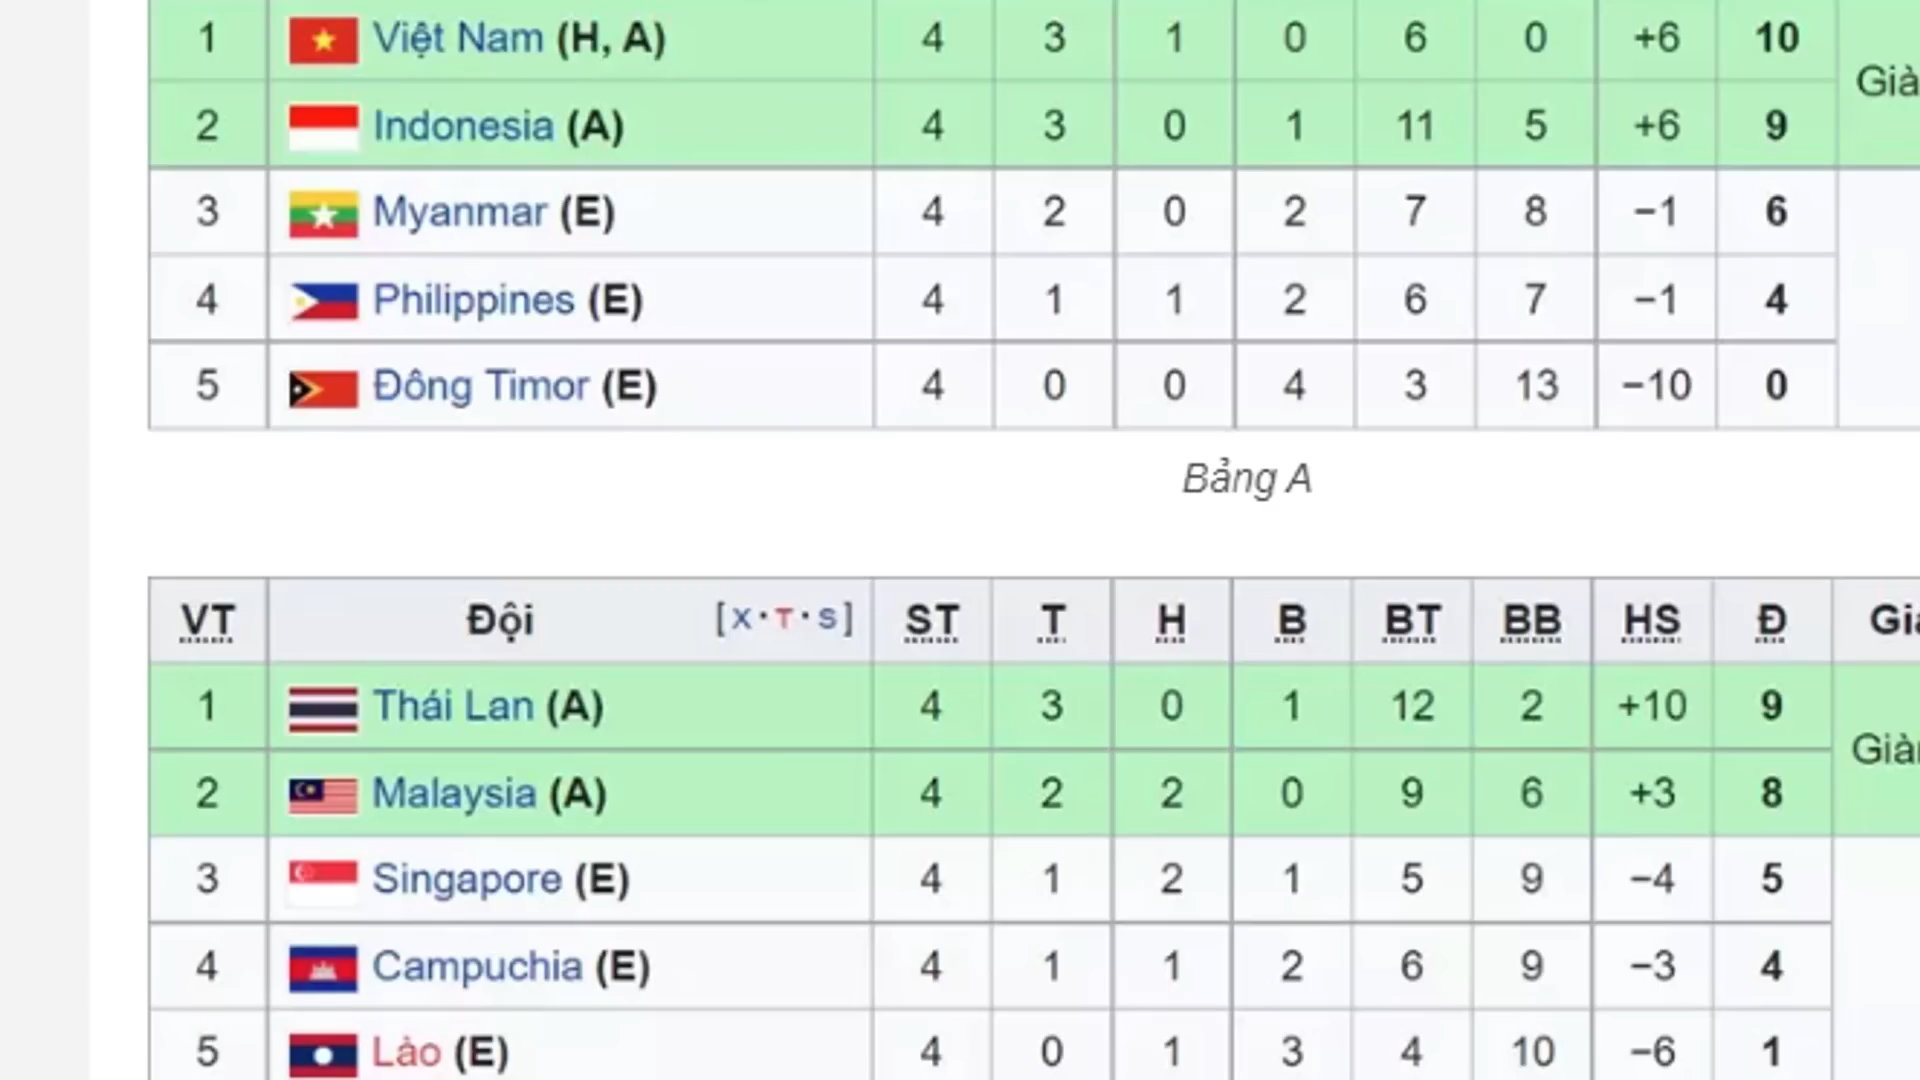 1 Việt Nam (H, A) 4 3 1 0 6 0 +6 10
Già
2 Indonesia (A) 4 3 0 1 11 5 +6 9
3 Myanmar (E) 4 2 0 2 7 8 −1 6
4 Philippines (E) 4 1 1 2 6 7 −1 4
5 Đông Timor (E) 4 0 0 4 3 13 −10 0
Bảng A
VT Đội [X · T · S] ST T H B BT BB HS Đ Già
1 Thái Lan (A) 4 3 0 1 12 2 +10 9
Giàn
2 Malaysia (A) 4 2 2 0 9 6 +3 8
3 Singapore (E) 4 1 2 1 5 9 −4 5
4 Campuchia (E) 4 1 1 2 6 9 −3 4
5 Lào (E) 4 0 1 3 4 10 −6 1